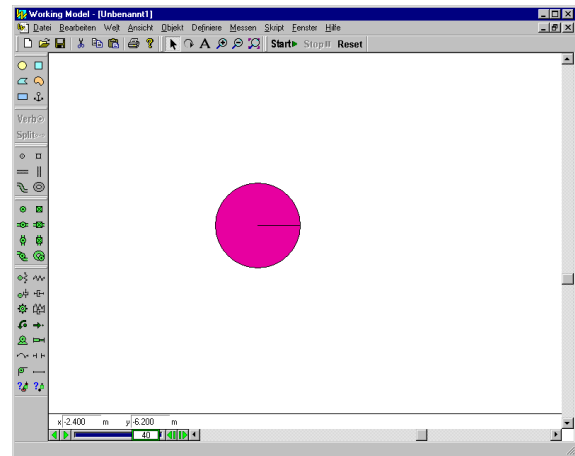 Working Model - [Unbenannt1]
Datei Bearbeiten Welt Ansicht Objekt Definiere Messen Skript Fenster Hilfe
A Start Stop Reset
Verb
Split
x -2.400 m y -6.200 m
40